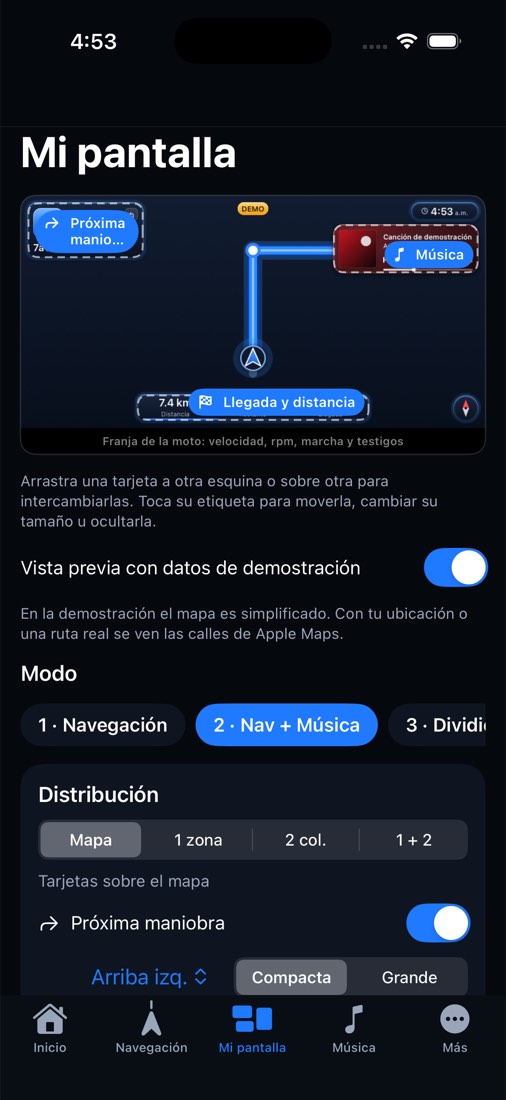 4:53
Mi pantalla
Próxima
manio...
DEMO
4:53 a.m.
Canción de demostración
Música
7.4 km
Distancia
Llegada y distancia
Franja de la moto: velocidad, rpm, marcha y testigos
Arrastra una tarjeta a otra esquina o sobre otra para
intercambiarlas. Toca su etiqueta para moverla, cambiar su
tamaño u ocultarla.
Vista previa con datos de demostración
En la demostración el mapa es simplificado. Con tu ubicación o
una ruta real se ven las calles de Apple Maps.
Modo
1 · Navegación
2 · Nav + Música
3 · Dividi
Distribución
Mapa
1 zona
2 col.
1 + 2
Tarjetas sobre el mapa
Próxima maniobra
Arriba izq.
Compacta
Grande
Inicio
Navegación
Mi pantalla
Música
Más